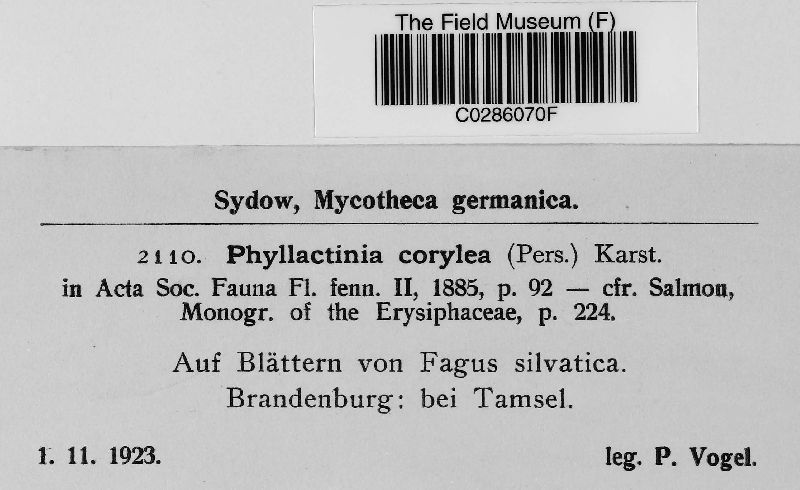 The Field Museum (F)
C0286070F
Sydow, Mycotheca germanica.
2110. Phyllactinia corylea (Pers.) Karst.
in Acta Soc. Fauna Fl. fenn. II, 1885, p. 92 — cfr. Salmon,
Monogr. of the Erysiphaceae, p. 224.
Auf Blättern von Fagus silvatica.
Brandenburg: bei Tamsel.
1. 11. 1923. leg. P. Vogel.